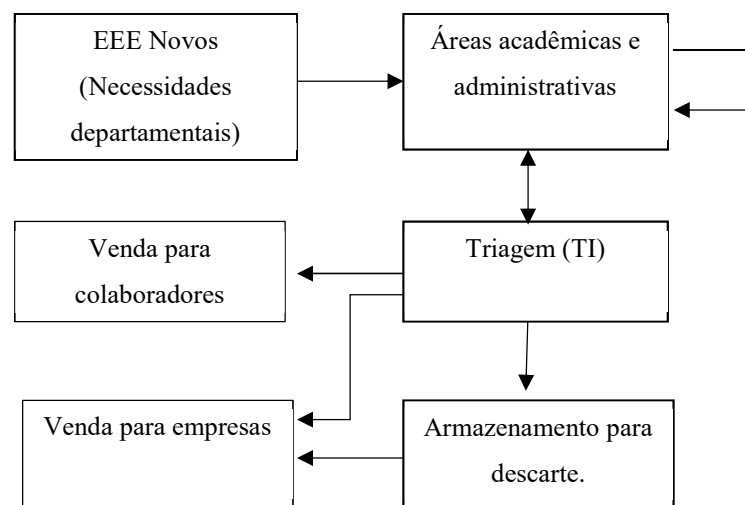 EEE Novos
(Necessidades
departamentais)
Áreas acadêmicas e
administrativas
Venda para
colaboradores
Triagem (TI)
Venda para empresas
Armazenamento para
descarte.